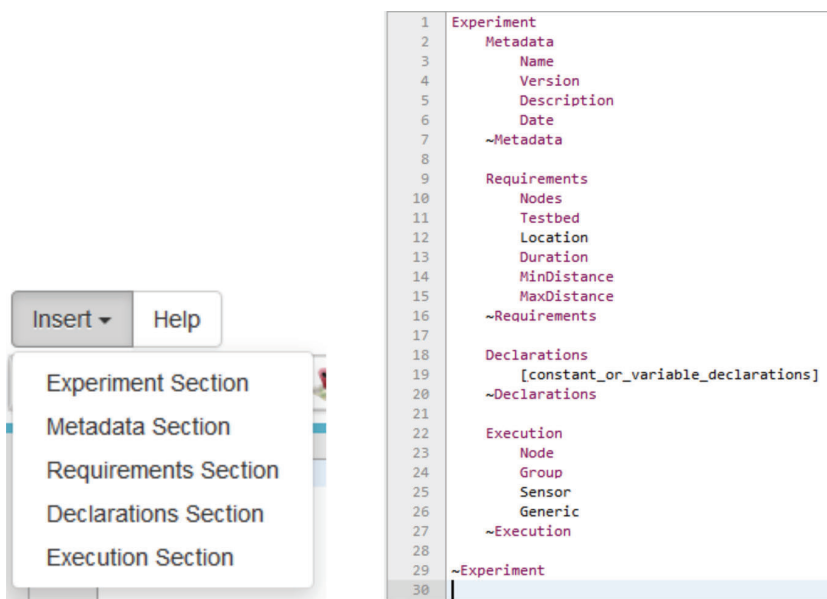 Insert Help
Experiment Section
Metadata Section
Requirements Section
Declarations Section
Execution Section
1 Experiment
2 Metadata
3 Name
4 Version
5 Description
6 Date
7 ~Metadata
8
9 Requirements
10 Nodes
11 Testbed
12 Location
13 Duration
14 MinDistance
15 MaxDistance
16 ~Requirements
17
18 Declarations
19 [constant_or_variable_declarations]
20 ~Declarations
21
22 Execution
23 Node
24 Group
25 Sensor
26 Generic
27 ~Execution
28
29 ~Experiment
30